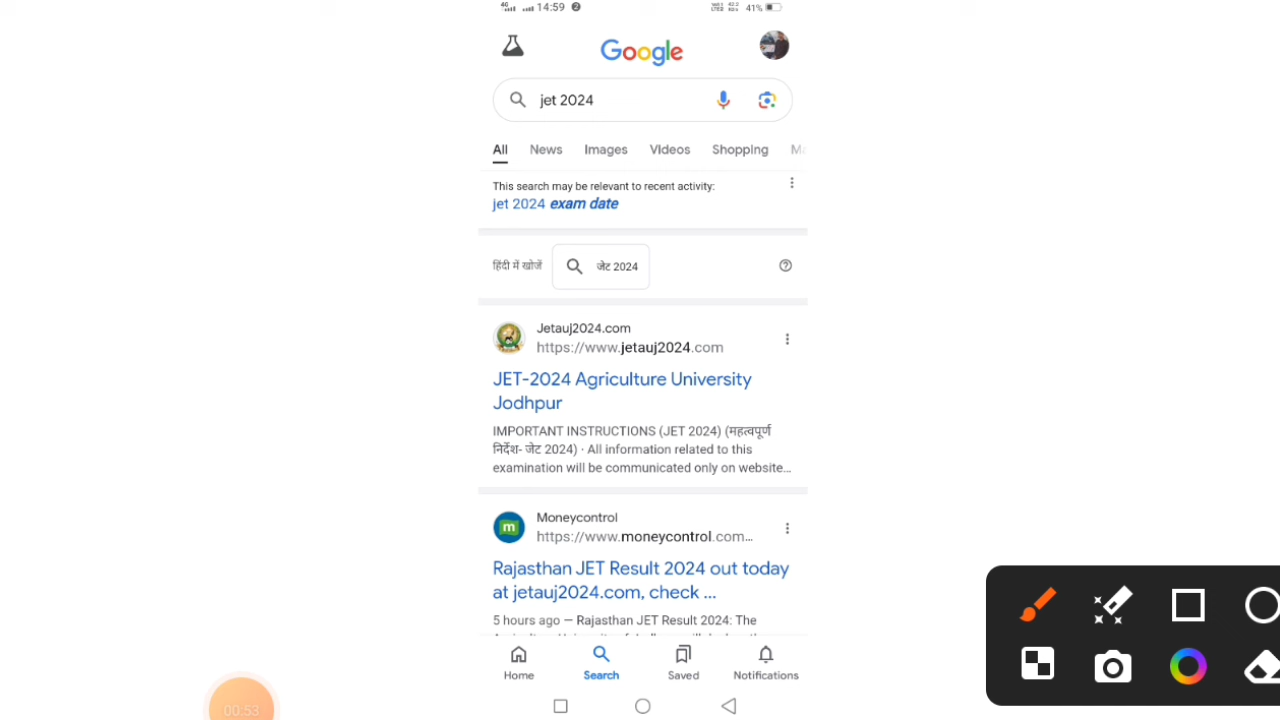 4G 14:59 2 41%
Google
jet 2024
All News Images Videos Shopping
This search may be relevant to recent activity:
jet 2024 exam date
हिंदी में खोजें जेट 2024
Jetauj2024.com
https://www.jetauj2024.com
JET-2024 Agriculture University
Jodhpur
IMPORTANT INSTRUCTIONS (JET 2024) (महत्वपूर्ण
निर्देश- जेट 2024) · All information related to this
examination will be communicated only on website...
m
Moneycontrol
https://www.moneycontrol.com...
Rajasthan JET Result 2024 out today
at jetauj2024.com, check ...
5 hours ago — Rajasthan JET Result 2024: The
Home Search Saved Notifications
00:53